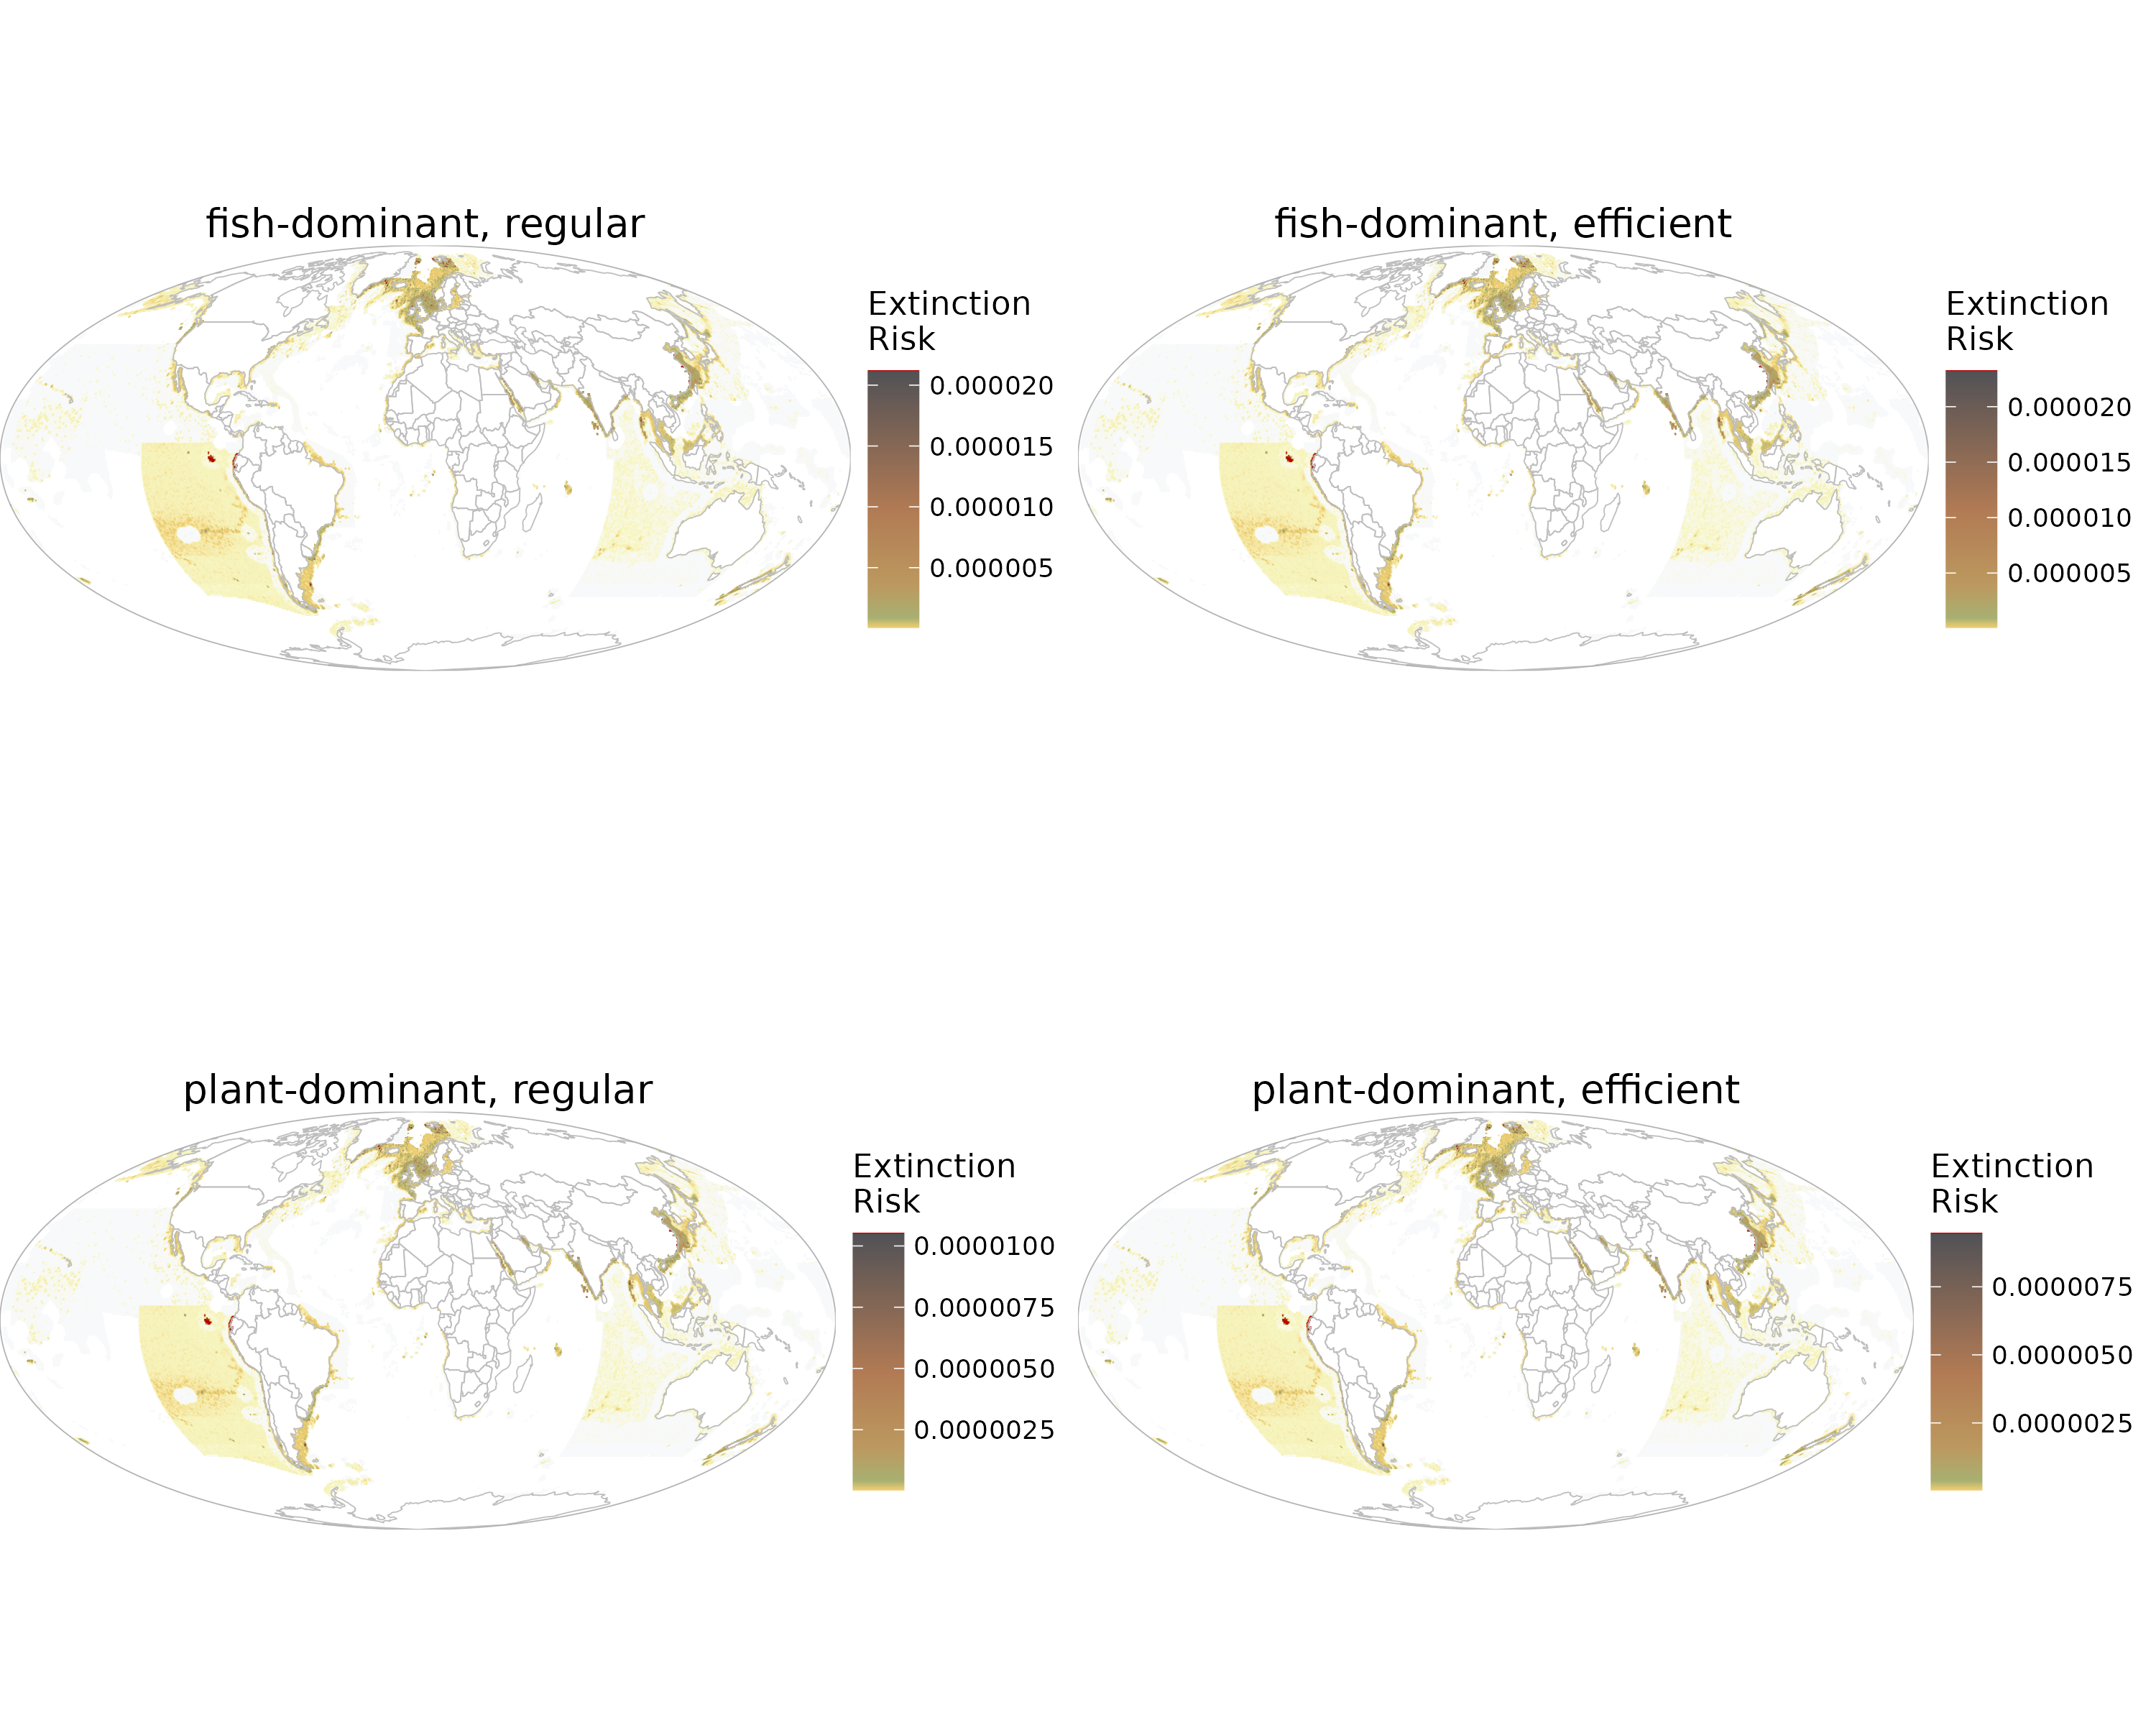 fish-dominant, regular
Extinction
Risk
0.000020
0.000015
0.000010
0.000005
fish-dominant, efficient
Extinction
Risk
0.000020
0.000015
0.000010
0.000005
plant-dominant, regular
Extinction
Risk
0.0000100
0.0000075
0.0000050
0.0000025
plant-dominant, efficient
Extinction
Risk
0.0000075
0.0000050
0.0000025